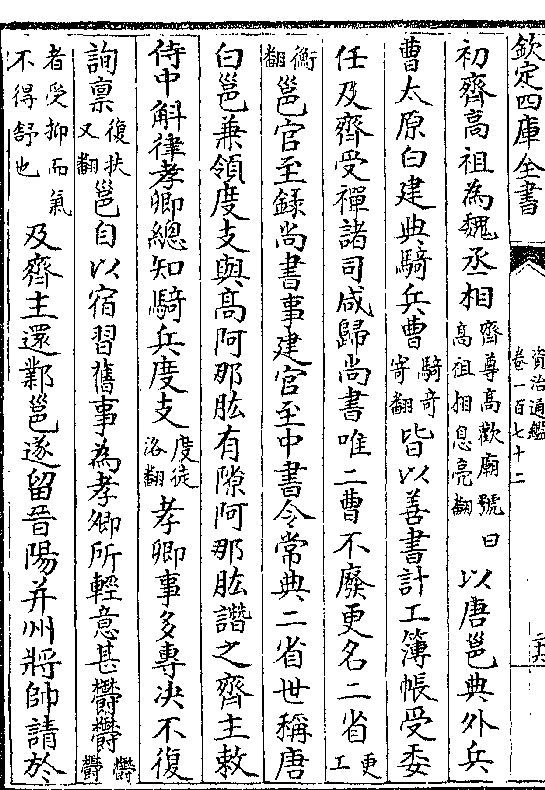 欽定四庫全書
資治通鑑
卷一百七十二
二十六
初齊高祖為魏丞相齊尊高歡廟號曰高祖相息亮翻以唐邕典外兵
曹太原白建典騎兵曹騎奇寄翻皆以善書計工簿帳受委
任及齊受禪諸司咸歸尚書唯二曹不廢更名二省更工
衡翻邕官至録尚書事建官至中書令常典二省世稱唐
白邕兼領度支與高阿那肱有隙阿那肱譖之齊主敕
侍中斛律孝卿總知騎兵度支度徒洛翻孝卿事多專決不復
詢禀復扶又翻邕自以宿習舊事為孝卿所輕意甚鬱鬱鬱鬱
者受抑而氣不得舒也及齊主還鄴邕遂留晉陽并州將帥請於